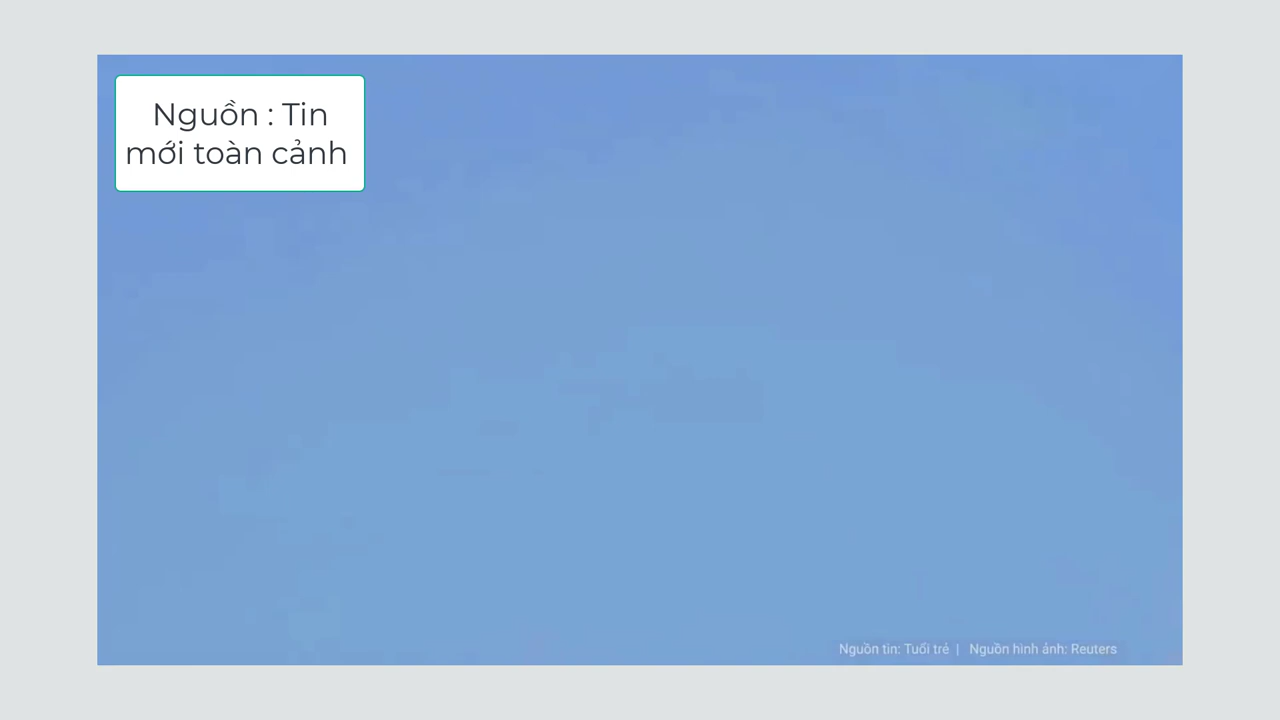 Nguồn : Tin
mới toàn cảnh
Nguồn tin: Tuổi trẻ | Nguồn hình ảnh: Reuters